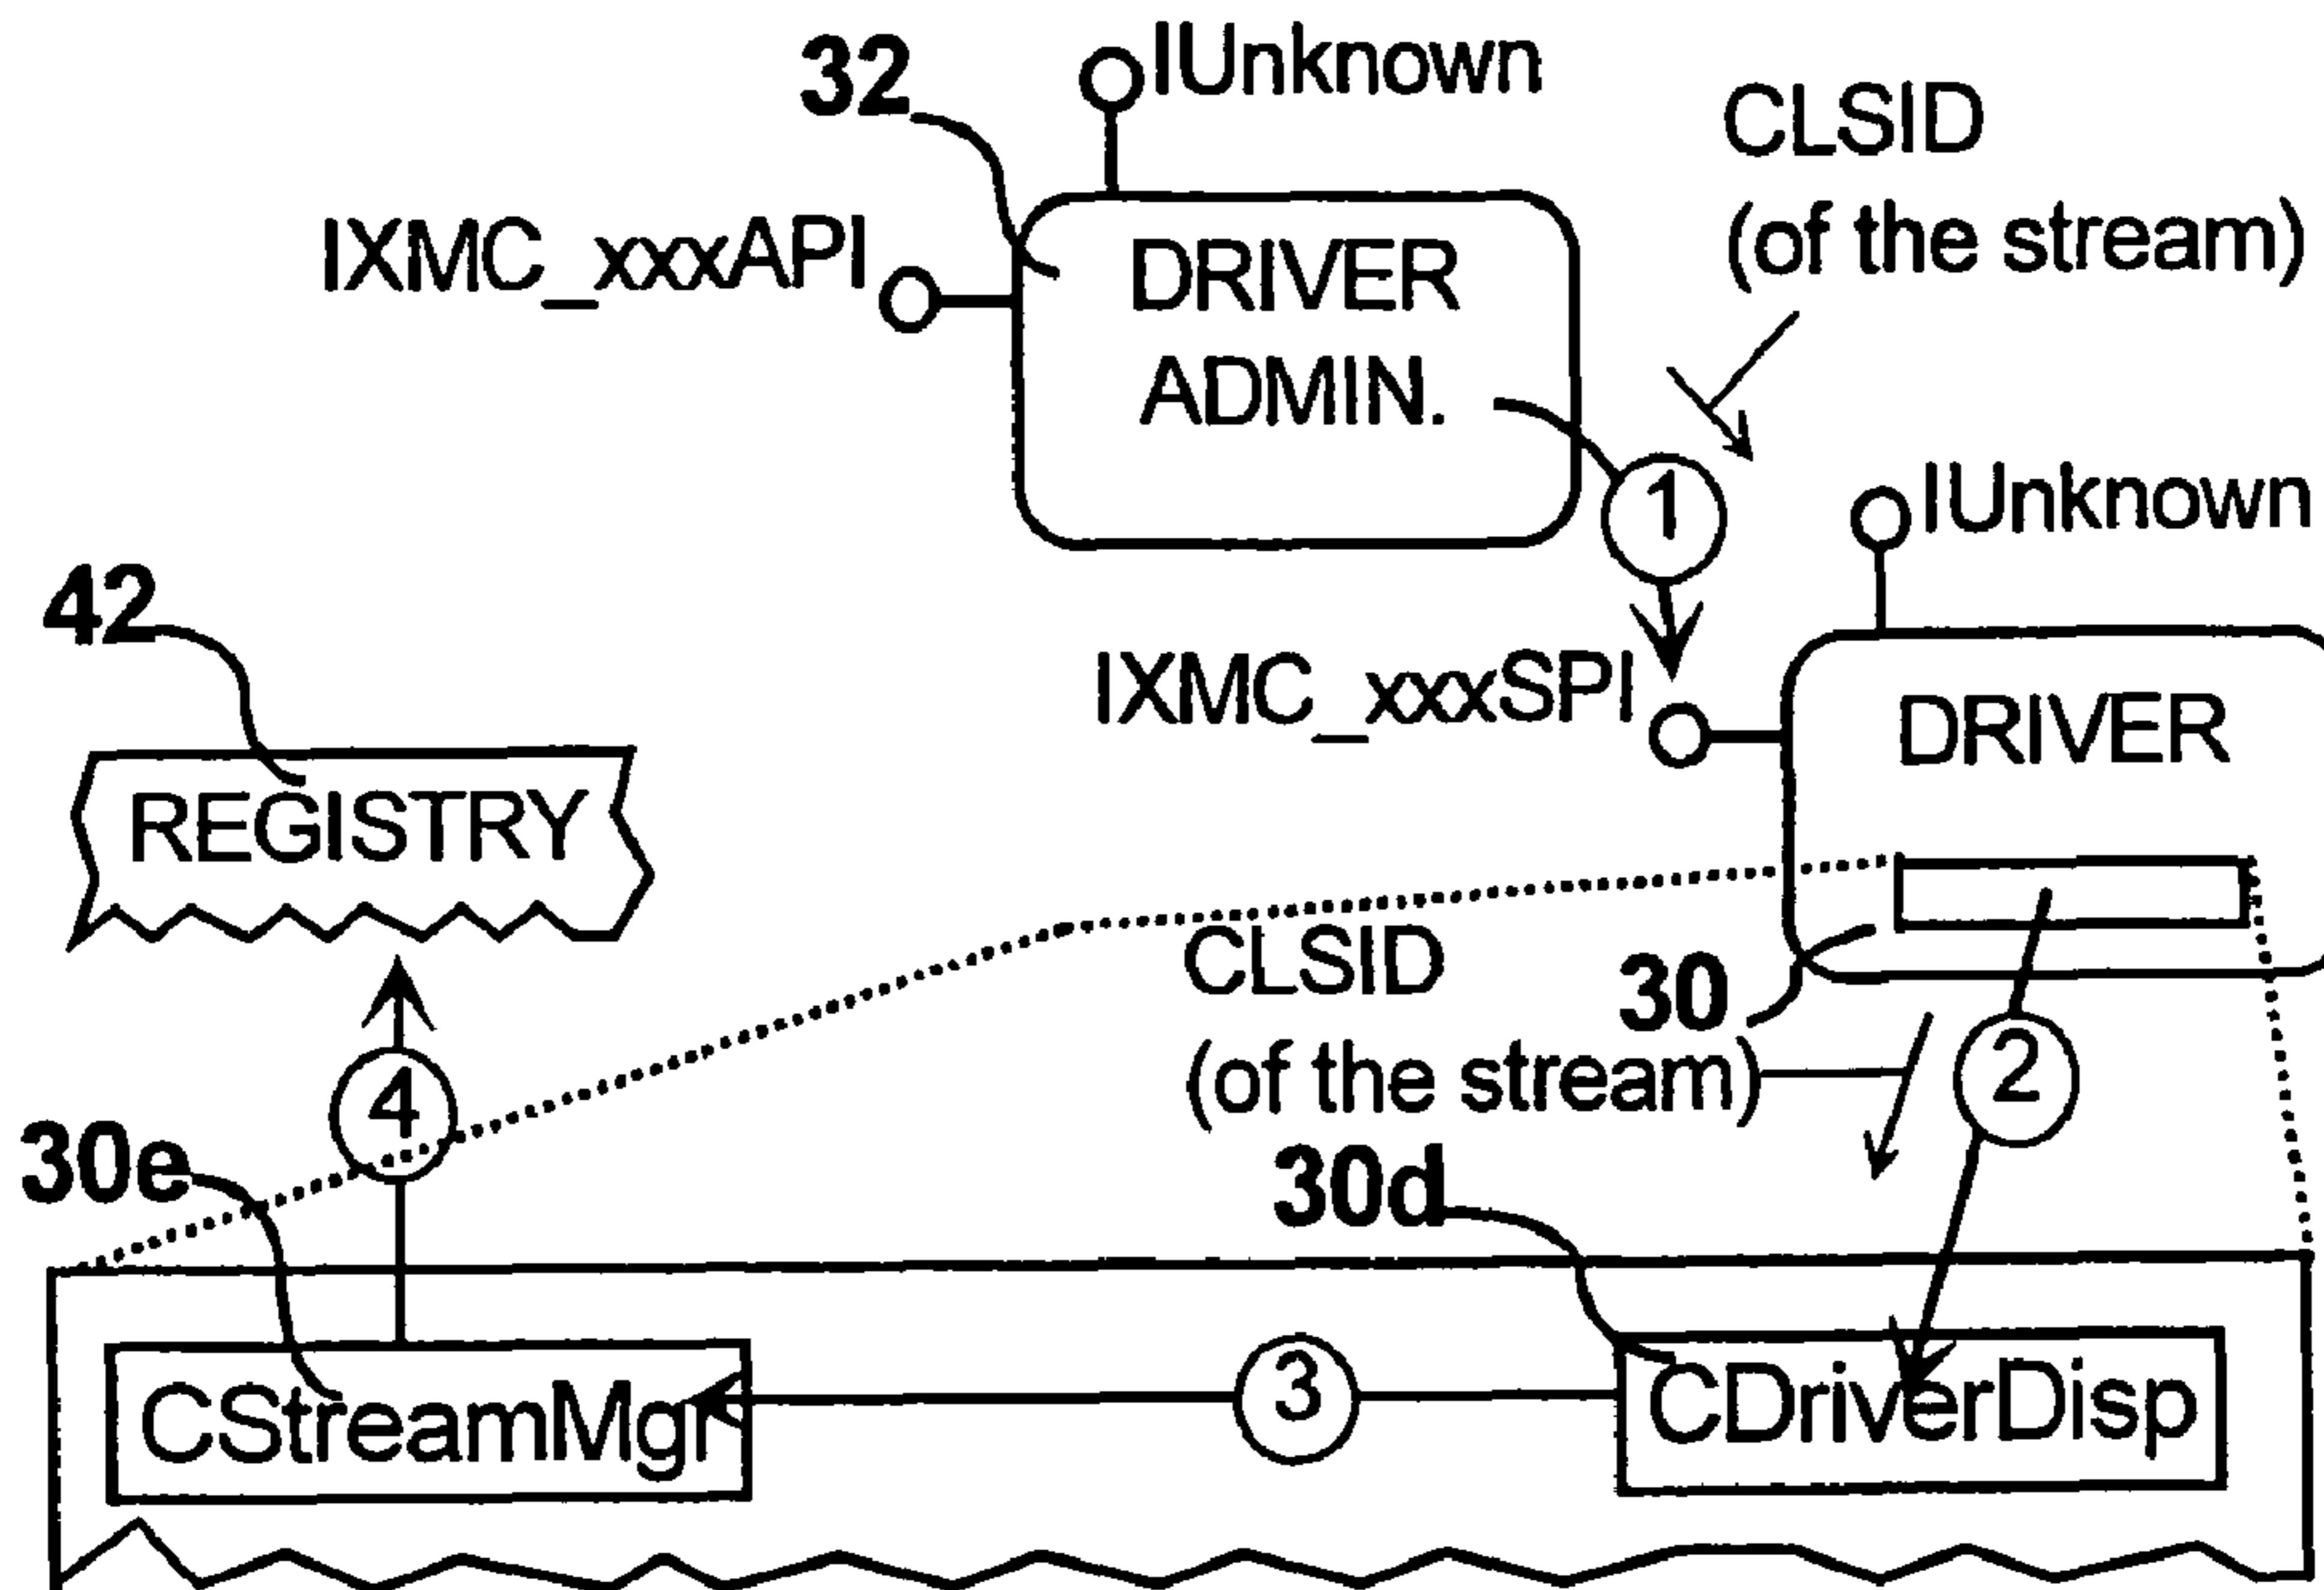 32
IUnknown
CLSID
(of the stream)
IXMC_xxxAPI
DRIVER
ADMIN.
1
IUnknown
42
IXMC_xxxSPI
DRIVER
REGISTRY
CLSID
30
(of the stream)
2
4
30e
30d
3
CStreamMgr
CDriverDisp